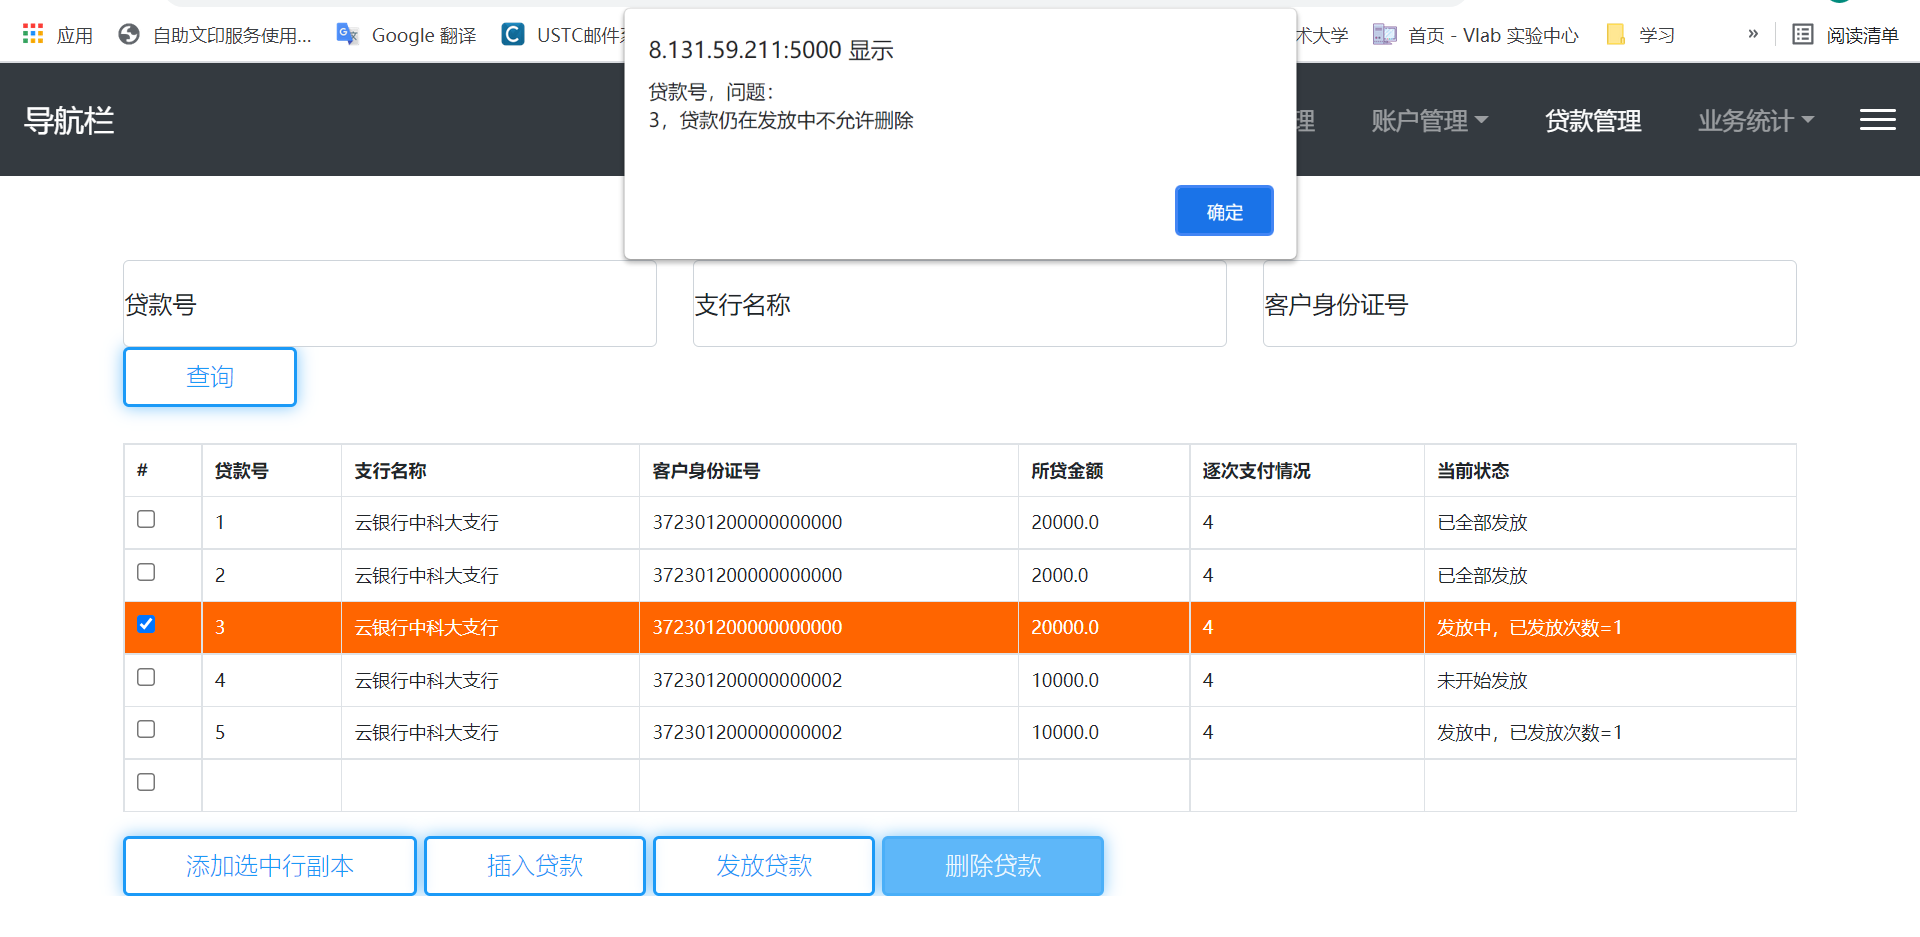 应用
自助文印服务使用...
Google 翻译
USTC邮件
术大学
首页 - Vlab 实验中心
学习
»
阅读清单
8.131.59.211:5000 显示
贷款号，问题：
3，贷款仍在发放中不允许删除
确定
导航栏
理
账户管理
贷款管理
业务统计
贷款号
支行名称
客户身份证号
查询
# 贷款号 支行名称 客户身份证号 所贷金额 逐次支付情况 当前状态
1 云银行中科大支行 372301200000000000 20000.0 4 已全部发放
2 云银行中科大支行 372301200000000000 2000.0 4 已全部发放
3 云银行中科大支行 372301200000000000 20000.0 4 发放中，已发放次数=1
4 云银行中科大支行 372301200000000002 10000.0 4 未开始发放
5 云银行中科大支行 372301200000000002 10000.0 4 发放中，已发放次数=1
添加选中行副本
插入贷款
发放贷款
删除贷款